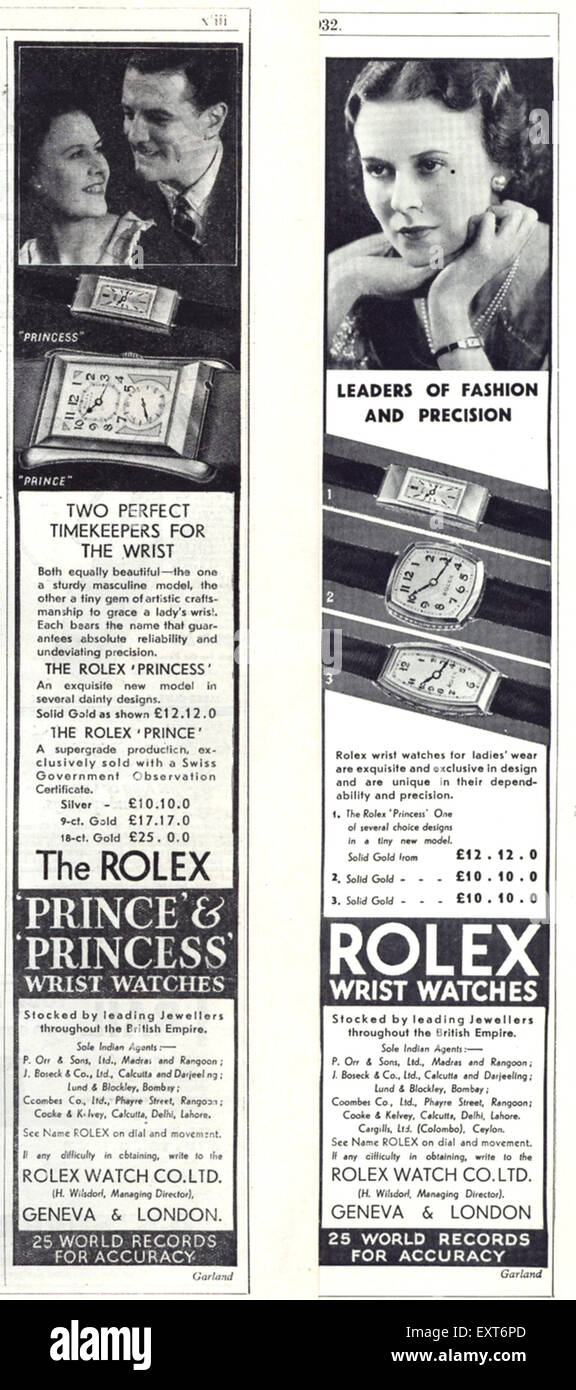 xiii
"PRINCESS"
"PRINCE"
TWO PERFECT
TIMEKEEPERS FOR
THE WRIST
Both equally beautiful—the one
a sturdy masculine model, the
other a tiny gem of artistic crafts-
manship to grace a lady's wrist.
Each bears the name that guar-
antees absolute reliability and
undeviating precision.
THE ROLEX 'PRINCESS'
An exquisite new model in
several dainty designs.
Solid Gold as shown £12.12.0
THE ROLEX 'PRINCE'
A supergrade production, ex-
clusively sold with a Swiss
Government Observation
Certificate.
Silver - £10.10.0
9-ct. Gold £17.17.0
18-ct. Gold £25.0.0
The ROLEX
'PRINCE' &
'PRINCESS'
WRIST WATCHES
Stocked by leading Jewellers
throughout the British Empire.
Sole Indian Agents:—
P. Orr & Sons, Ltd., Madras and Rangoon;
J. Boseck & Co., Ltd., Calcutta and Darjeeling;
Lund & Blockley, Bombay;
Coombes Co., Ltd., Phayre Street, Rangoon;
Cooke & Kelvey, Calcutta, Delhi, Lahore.
See Name ROLEX on dial and movement.
If any difficulty in obtaining, write to the
ROLEX WATCH CO. LTD.
(H. Wilsdorf, Managing Director),
GENEVA & LONDON.
25 WORLD RECORDS
FOR ACCURACY
Garland
932.
LEADERS OF FASHION
AND PRECISION
1
2
3
Rolex wrist watches for ladies' wear
are exquisite and exclusive in design
and are unique in their depend-
ability and precision.
1. The Rolex 'Princess' One
of several choice designs
in a tiny new model.
Solid Gold from £12.12.0
2. Solid Gold - - - £10.10.0
3. Solid Gold - - - £10.10.0
ROLEX
WRIST WATCHES
Stocked by leading Jewellers
throughout the British Empire.
Sole Indian Agents:—
P. Orr & Sons, Ltd., Madras and Rangoon;
J. Boseck & Co., Ltd., Calcutta and Darjeeling;
Lund & Blockley, Bombay;
Coombes Co., Ltd., Phayre Street, Rangoon;
Cooke & Kelvey, Calcutta, Delhi, Lahore.
Cargills, Ltd. (Colombo), Ceylon.
See Name ROLEX on dial and movement.
If any difficulty in obtaining, write to the
ROLEX WATCH CO. LTD.
(H. Wilsdorf, Managing Director).
GENEVA & LONDON
25 WORLD RECORDS
FOR ACCURACY
Garland
alamy stock photo
EXT6PD
www.alamy.com